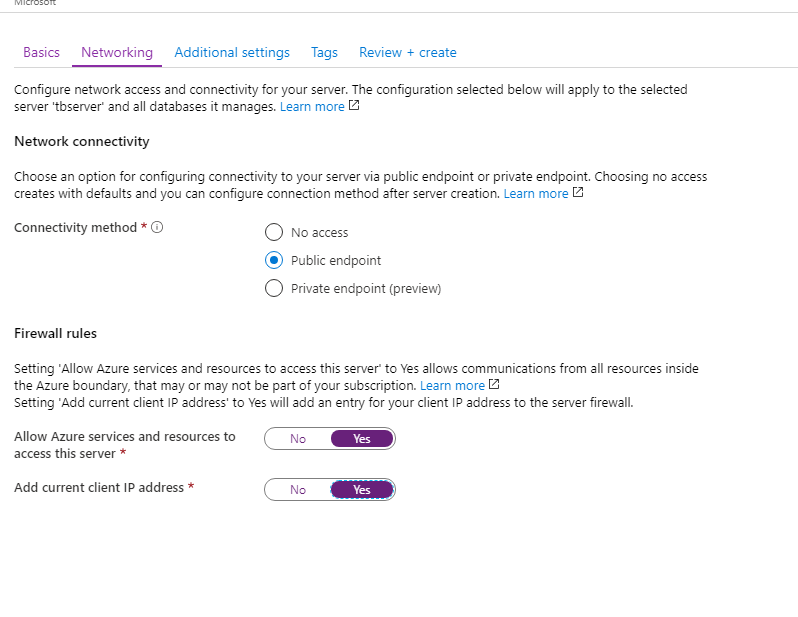 Microsoft
Basics
Networking
Additional settings
Tags
Review + create
Configure network access and connectivity for your server. The configuration selected below will apply to the selected
server 'tbserver' and all databases it manages. Learn more
Network connectivity
Choose an option for configuring connectivity to your server via public endpoint or private endpoint. Choosing no access
creates with defaults and you can configure connection method after server creation. Learn more
Connectivity method *
No access
Public endpoint
Private endpoint (preview)
Firewall rules
Setting 'Allow Azure services and resources to access this server' to Yes allows communications from all resources inside
the Azure boundary, that may or may not be part of your subscription. Learn more
Setting 'Add current client IP address' to Yes will add an entry for your client IP address to the server firewall.
Allow Azure services and resources to
access this server *
No Yes
Add current client IP address *
No Yes